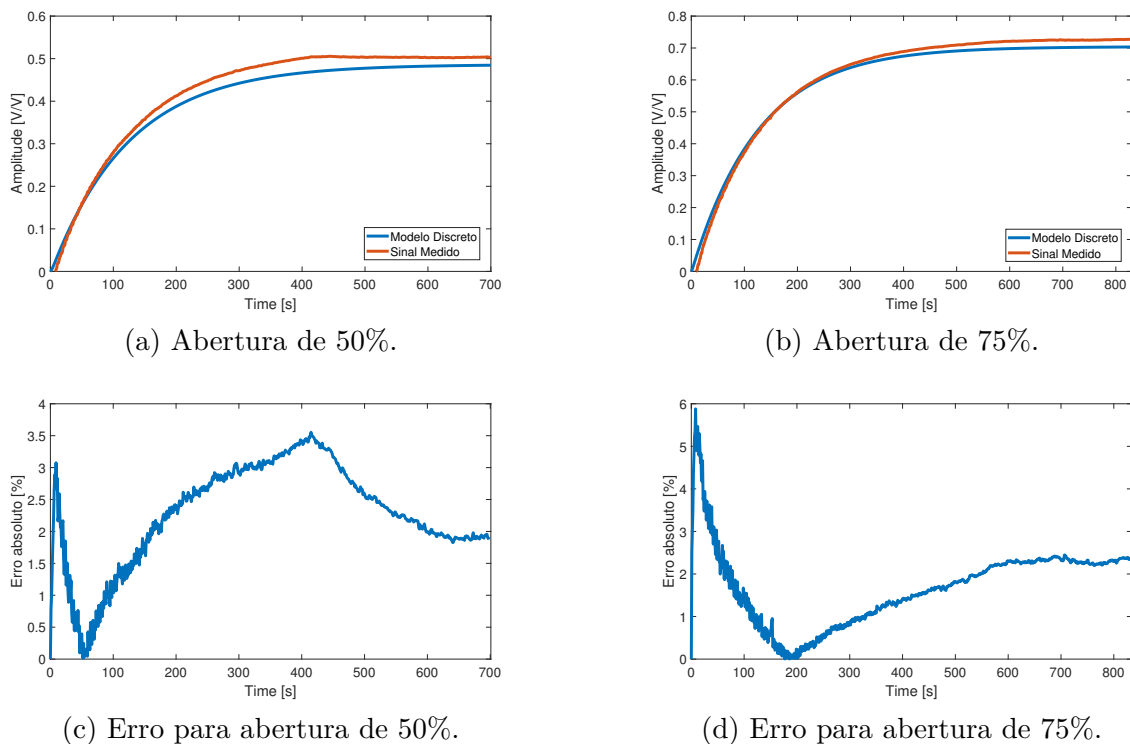 0.6
0.5
0.4
0.3
0.2
0.1
0
Amplitude [V/V]
0 100 200 300 400 500 600 700
Time [s]
Modelo Discreto
Sinal Medido
(a) Abertura de 50%.
0.8
0.7
0.6
0.5
0.4
0.3
0.2
0.1
0
Amplitude [V/V]
0 100 200 300 400 500 600 700 800
Time [s]
Modelo Discreto
Sinal Medido
(b) Abertura de 75%.
4
3.5
3
2.5
2
1.5
1
0.5
0
Erro absoluto [%]
0 100 200 300 400 500 600 700
Time [s]
(c) Erro para abertura de 50%.
6
5
4
3
2
1
0
Erro absoluto [%]
0 100 200 300 400 500 600 700 800
Time [s]
(d) Erro para abertura de 75%.